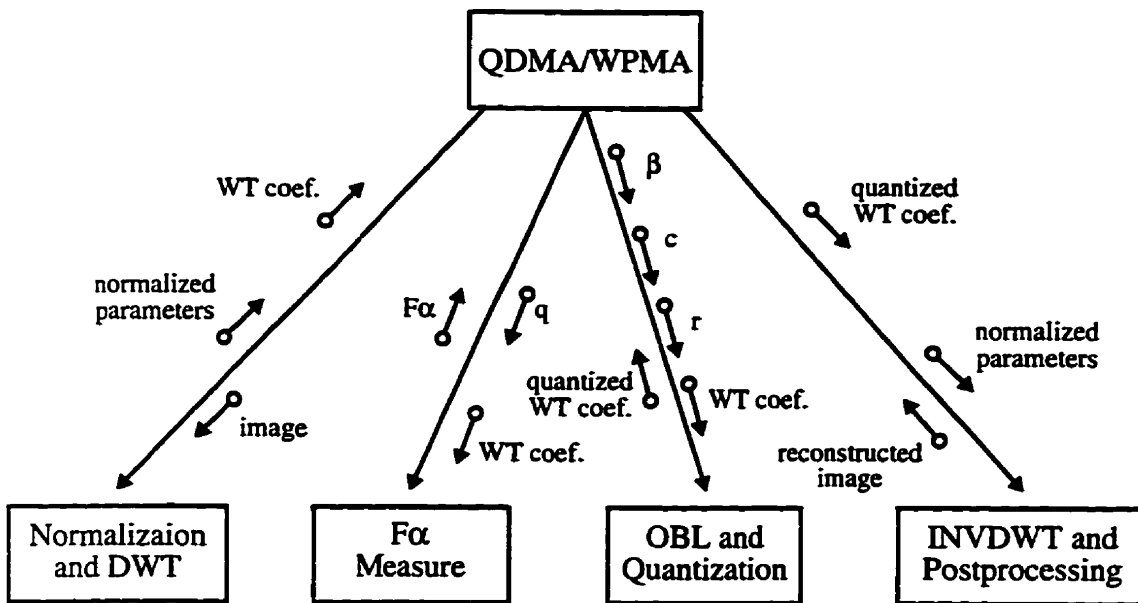 QDMA/WPMA
WT coef.
normalized
parameters
image
Fα
q
WT coef.
β
c
r
quantized
WT coef.
WT coef.
quantized
WT coef.
normalized
parameters
reconstructed
image
Normalizaion
and DWT
Fα
Measure
OBL and
Quantization
INVDWT and
Postprocessing